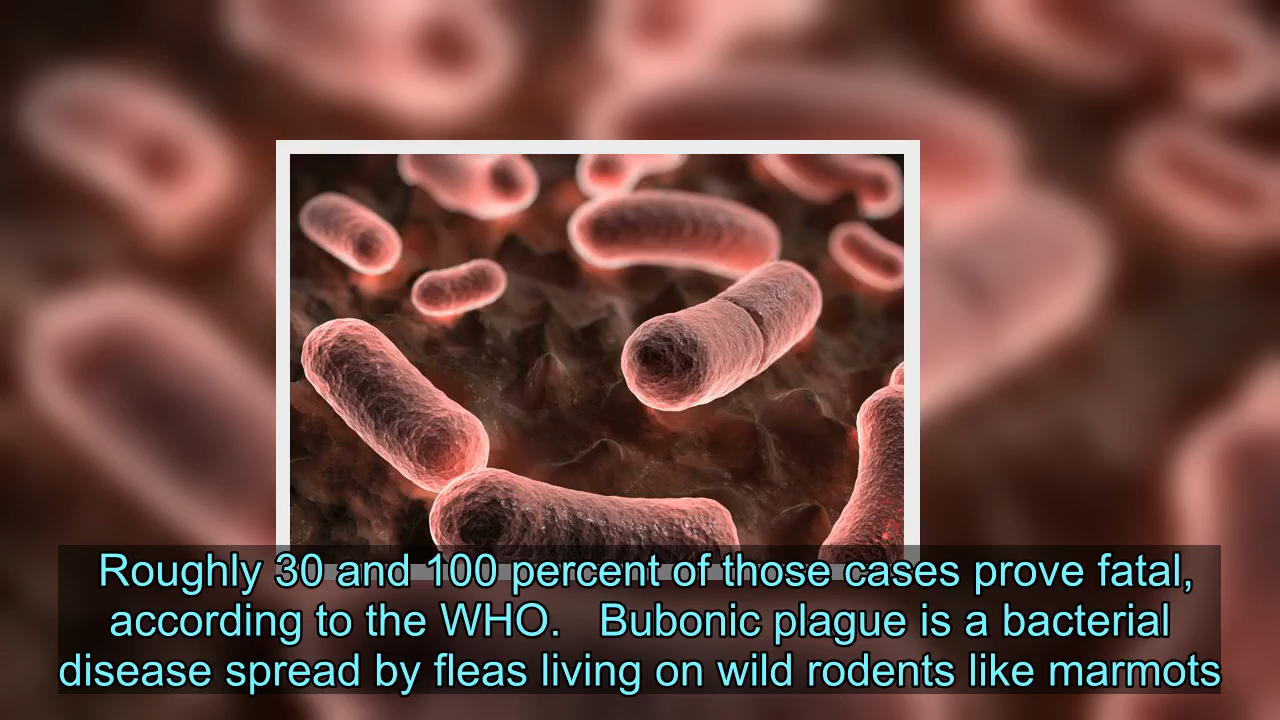 Roughly 30 and 100 percent of those cases prove fatal,
according to the WHO.   Bubonic plague is a bacterial
disease spread by fleas living on wild rodents like marmots